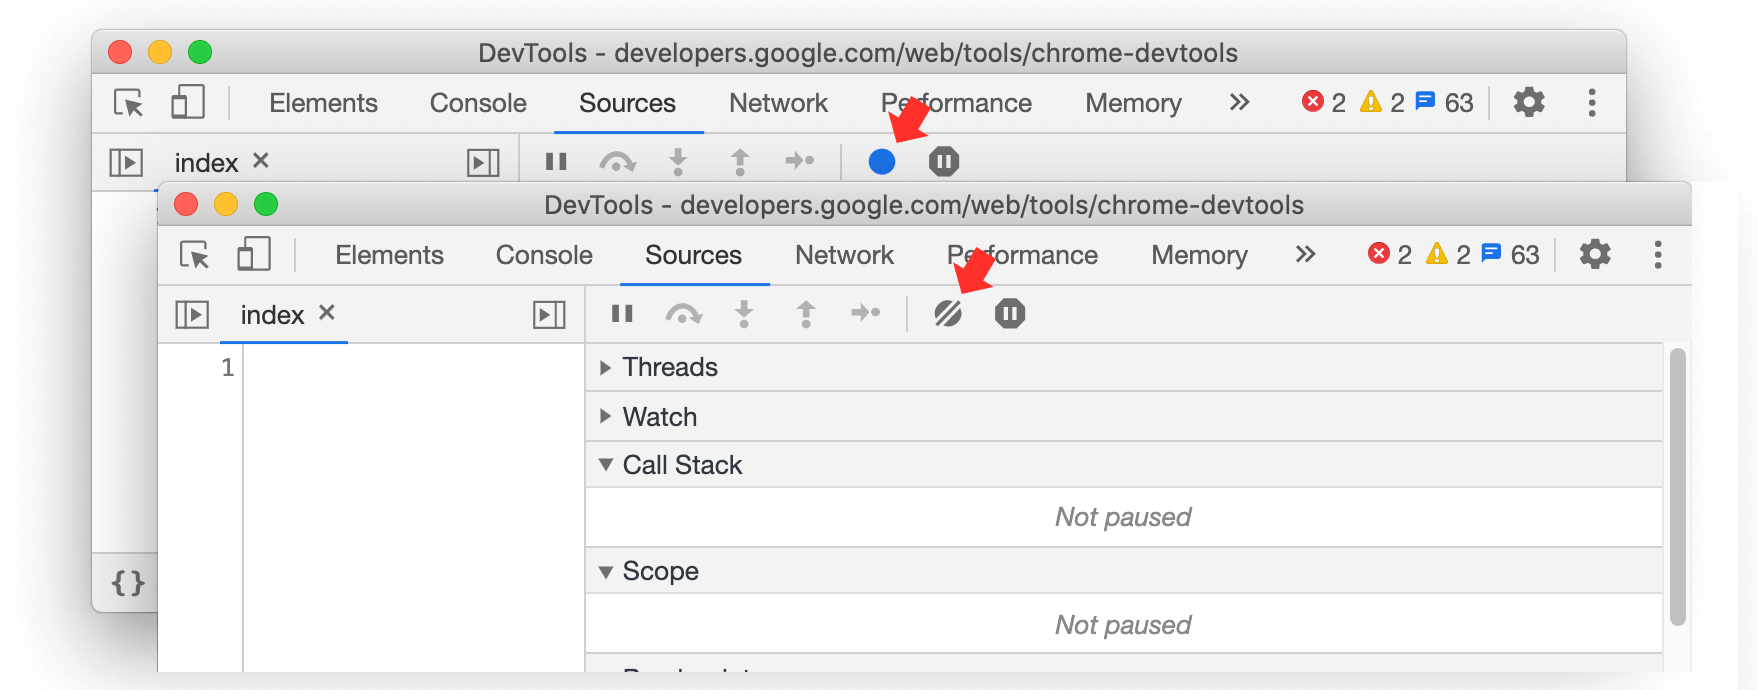 DevTools - developers.google.com/web/tools/chrome-devtools
Elements Console Sources Network Performance Memory » 2 2 63
index ×
{}
DevTools - developers.google.com/web/tools/chrome-devtools
Elements Console Sources Network Performance Memory » 2 2 63
index ×
1
Threads
Watch
Call Stack
Not paused
Scope
Not paused